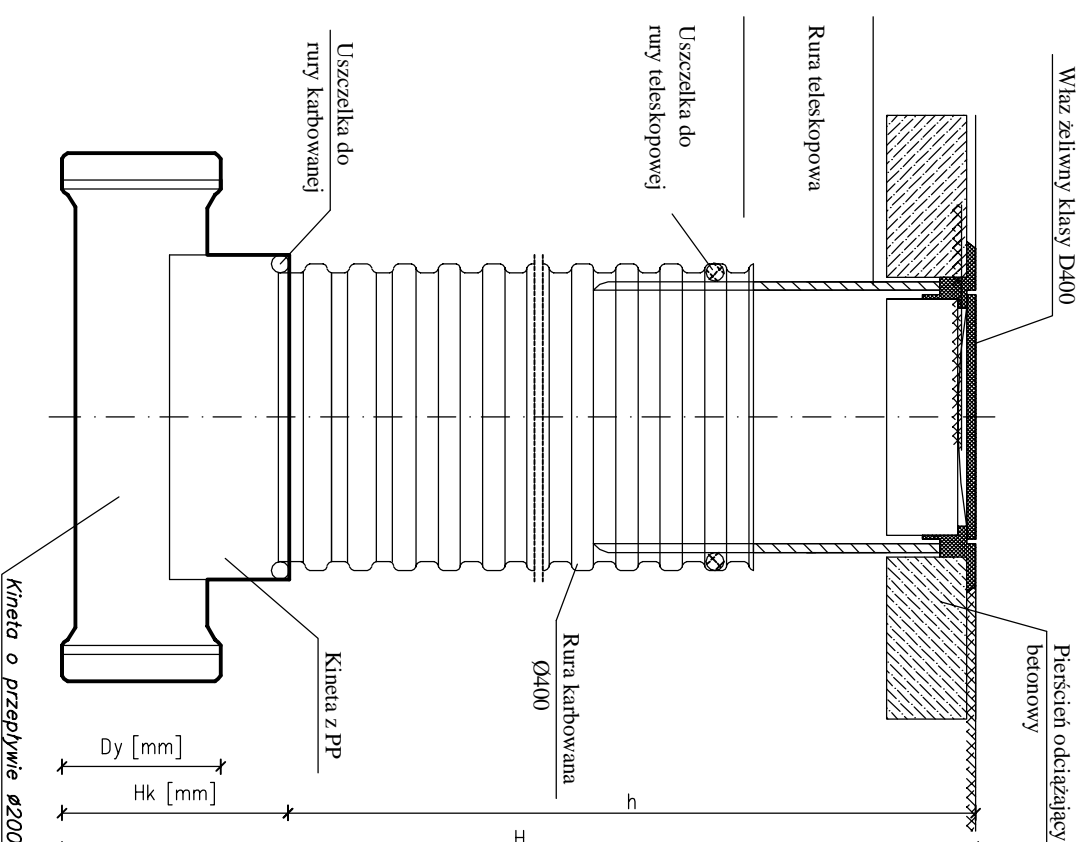 Właz żeliwny klasy D400
Rura teleskopowa
Uszczelka do
rury teleskopowej
Uszczelka do
rury karbowanej
Pierścień odciążający
betonowy
Rura karbowana
Ø400
Kineta z PP
Kineta o przepływie ø200
Dy [mm]
Hk [mm]
h
H